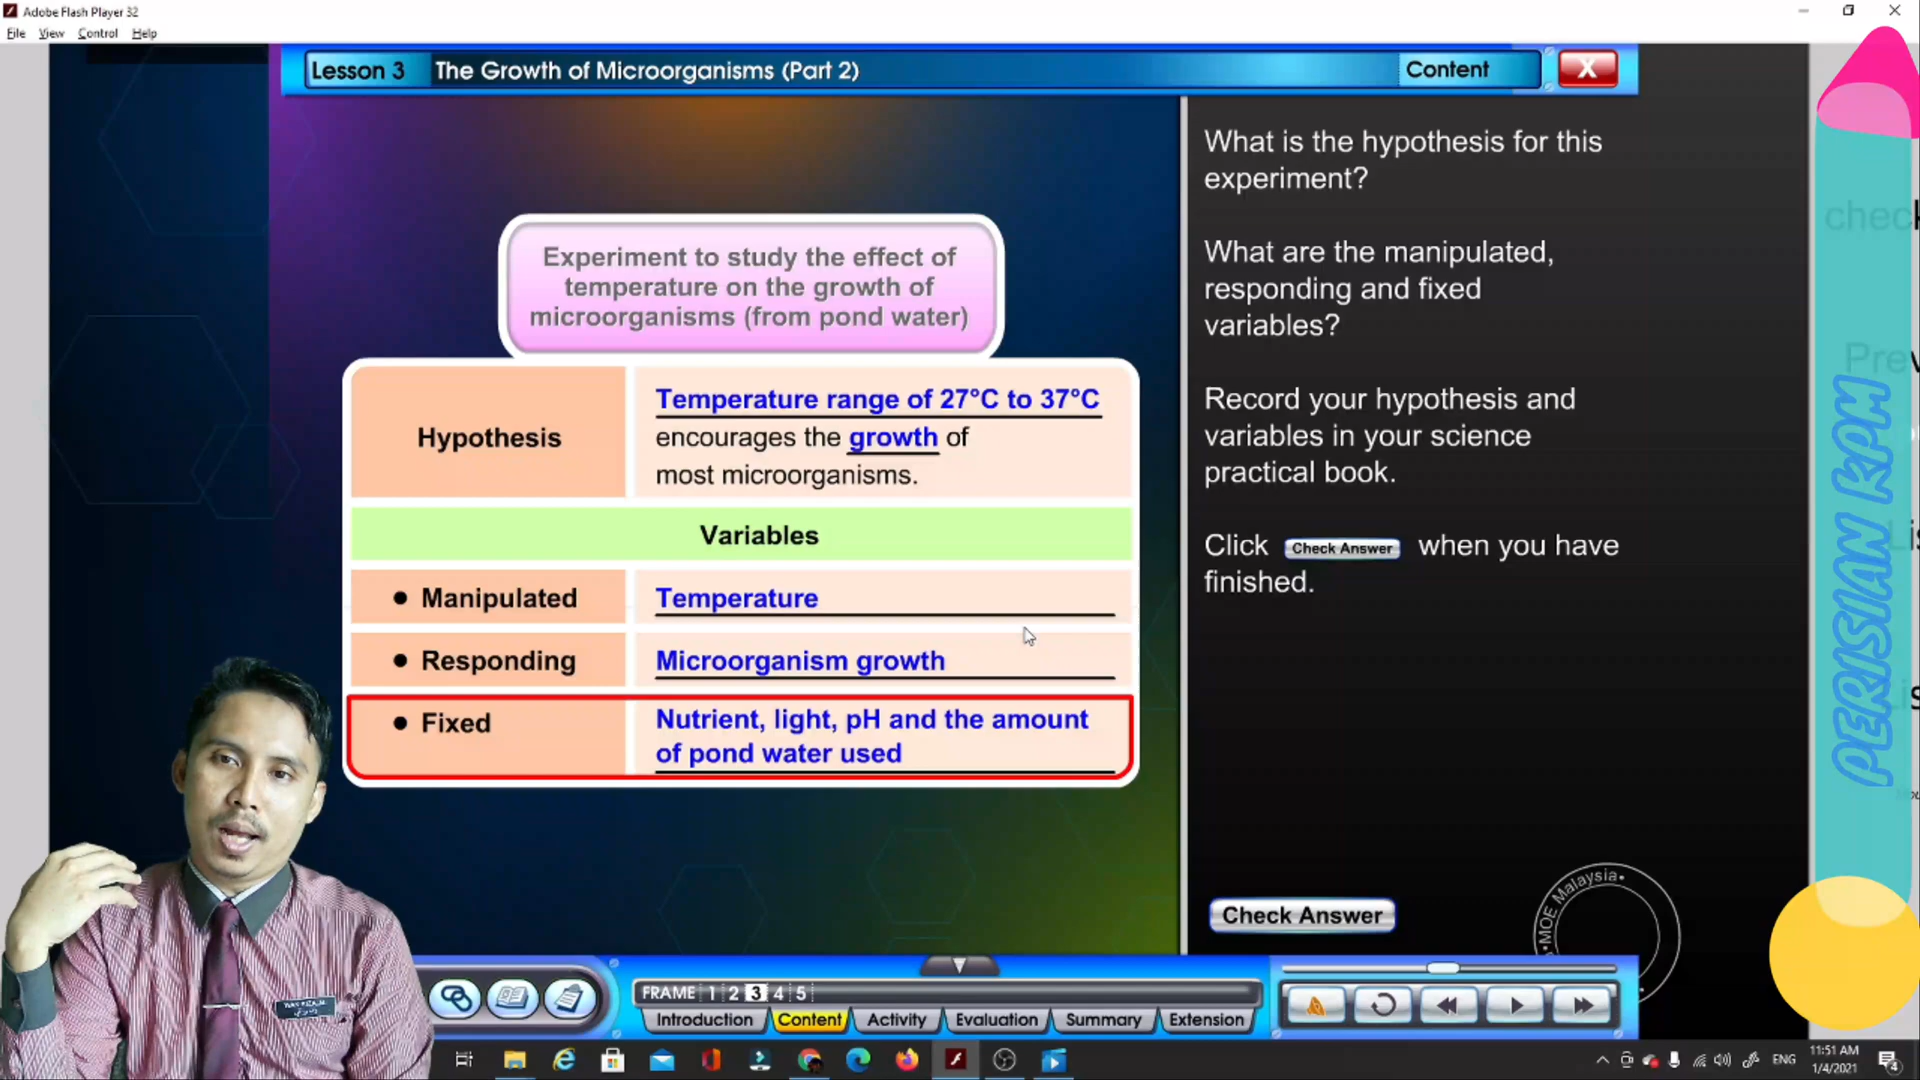 Adobe Flash Player 32
File View Control Help
Lesson 3 The Growth of Microorganisms (Part 2) Content X
Experiment to study the effect of
temperature on the growth of
microorganisms (from pond water)
Hypothesis
Temperature range of 27°C to 37°C
encourages the growth of
most microorganisms.
Variables
• Manipulated Temperature
• Responding Microorganism growth
• Fixed Nutrient, light, pH and the amount
of pond water used
What is the hypothesis for this
experiment?
What are the manipulated,
responding and fixed
variables?
Record your hypothesis and
variables in your science
practical book.
Click Check Answer when you have
finished.
Check Answer
•MOE Malaysia•
PERISIAN KPM
check
Prev
FRAME 1 2 3 4 5
Introduction Content Activity Evaluation Summary Extension
ENG
11:51 AM
1/4/2021
4